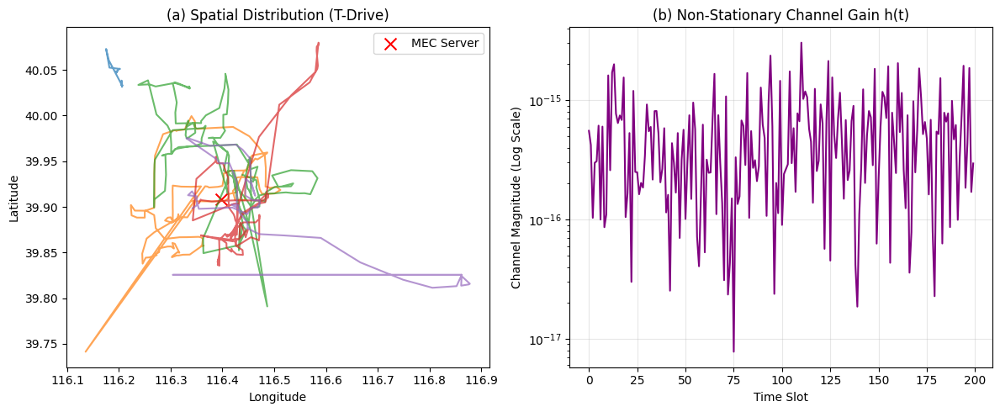 (a) Spatial Distribution (T-Drive)
MEC Server
40.05
40.00
39.95
39.90
39.85
39.80
39.75
Latitude
116.1 116.2 116.3 116.4 116.5 116.6 116.7 116.8 116.9
Longitude
(b) Non-Stationary Channel Gain h(t)
10⁻¹⁵
10⁻¹⁶
10⁻¹⁷
Channel Magnitude (Log Scale)
0 25 50 75 100 125 150 175 200
Time Slot